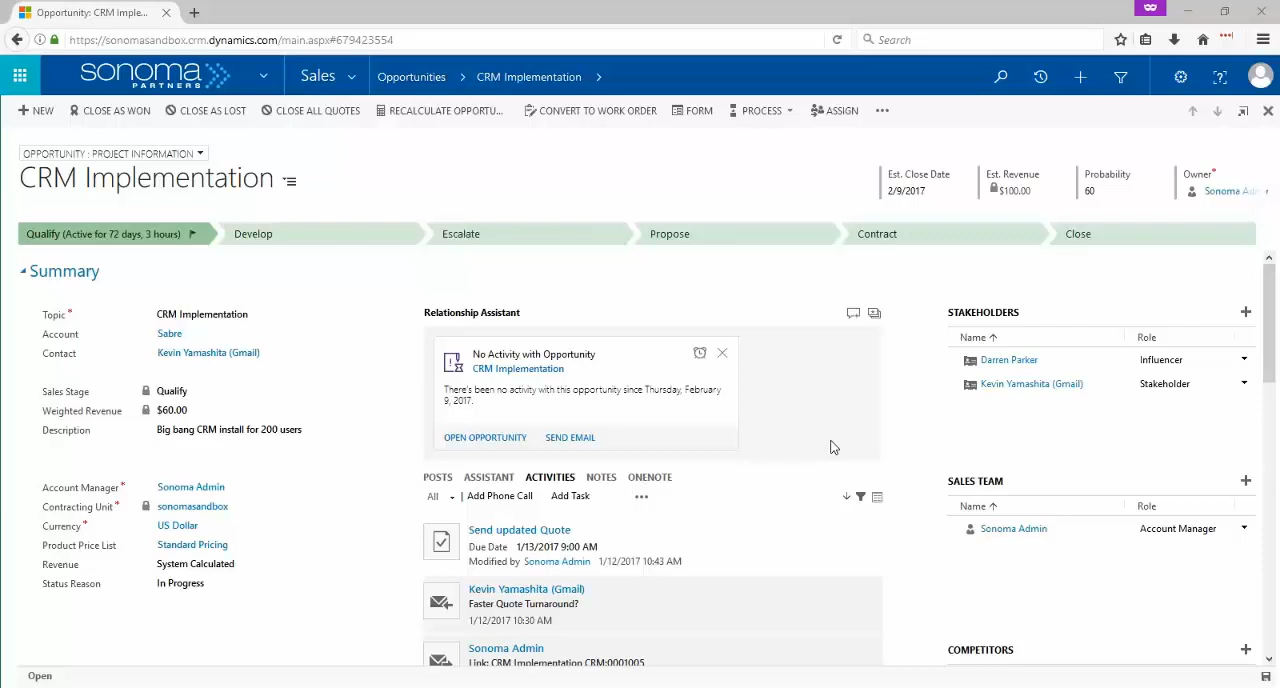 Opportunity: CRM Imple...
https://sonomasandbox.crm.dynamics.com/main.aspx#679423554
Search
sonoma
PARTNERS
Sales
Opportunities
CRM Implementation
NEW
CLOSE AS WON
CLOSE AS LOST
CLOSE ALL QUOTES
RECALCULATE OPPORTU...
CONVERT TO WORK ORDER
FORM
PROCESS
ASSIGN
OPPORTUNITY : PROJECT INFORMATION
CRM Implementation
Est. Close Date
2/9/2017
Est. Revenue
$100.00
Probability
60
Owner*
Sonoma
Qualify (Active for 72 days, 3 hours)
Develop
Escalate
Propose
Contract
Close
Summary
Topic* CRM Implementation
Account Sabre
Contact Kevin Yamashita (Gmail)
Sales Stage Qualify
Weighted Revenue $60.00
Description Big bang CRM install for 200 users
Account Manager* Sonoma Admin
Contracting Unit* sonomasandbox
Currency* US Dollar
Product Price List Standard Pricing
Revenue System Calculated
Status Reason In Progress
Relationship Assistant
No Activity with Opportunity
CRM Implementation
There's been no activity with this opportunity since Thursday, February
9, 2017.
OPEN OPPORTUNITY SEND EMAIL
POSTS ASSISTANT ACTIVITIES NOTES ONENOTE
All | Add Phone Call Add Task ...
Send updated Quote
Due Date 1/13/2017 9:00 AM
Modified by Sonoma Admin 1/12/2017 10:43 AM
Kevin Yamashita (Gmail)
Faster Quote Turnaround?
1/12/2017 10:30 AM
Sonoma Admin
Link: CRM Implementation CRM:0001005
STAKEHOLDERS
Name Role
Darren Parker Influencer
Kevin Yamashita (Gmail) Stakeholder
SALES TEAM
Name Role
Sonoma Admin Account Manager
COMPETITORS
Open